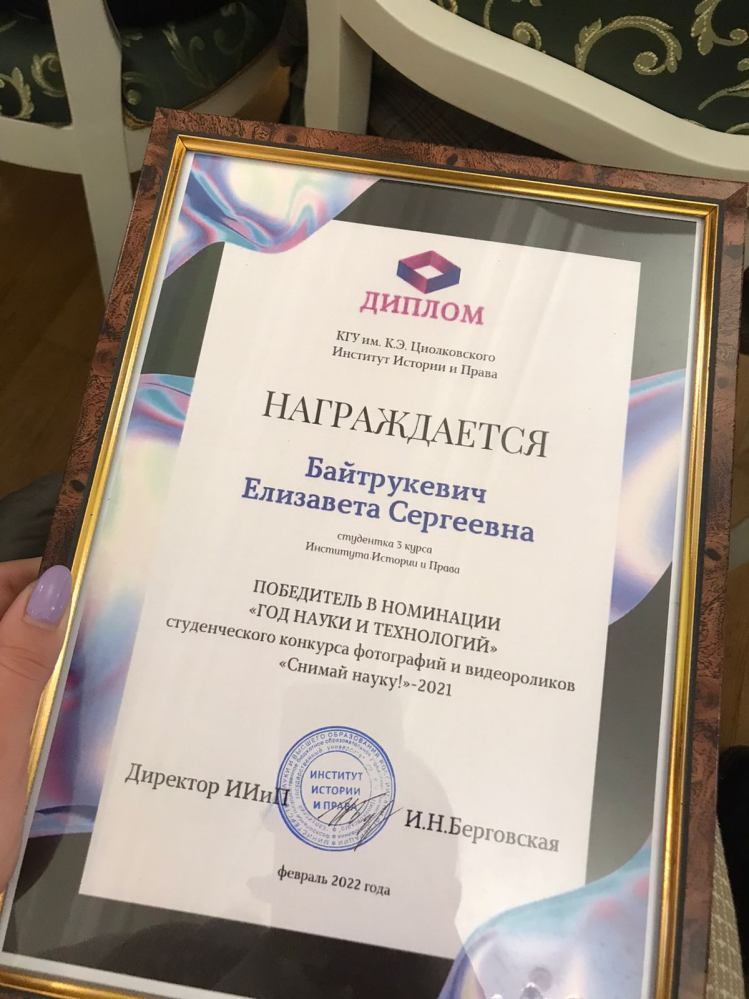 ДИПЛОМ
КГУ им. К.Э. Циолковского
Институт Истории и Права
НАГРАЖДАЕТСЯ
Байтрукевич
Елизавета Сергеевна
студентка 3 курса
Института Истории и Права
ПОБЕДИТЕЛЬ В НОМИНАЦИИ
«ГОД НАУКИ И ТЕХНОЛОГИЙ»
студенческого конкурса фотографий и видеороликов
«Снимай науку!»-2021
Директор ИИиП
ИНСТИТУТ
ИСТОРИИ
И ПРАВА
И.Н.Берговская
февраль 2022 года